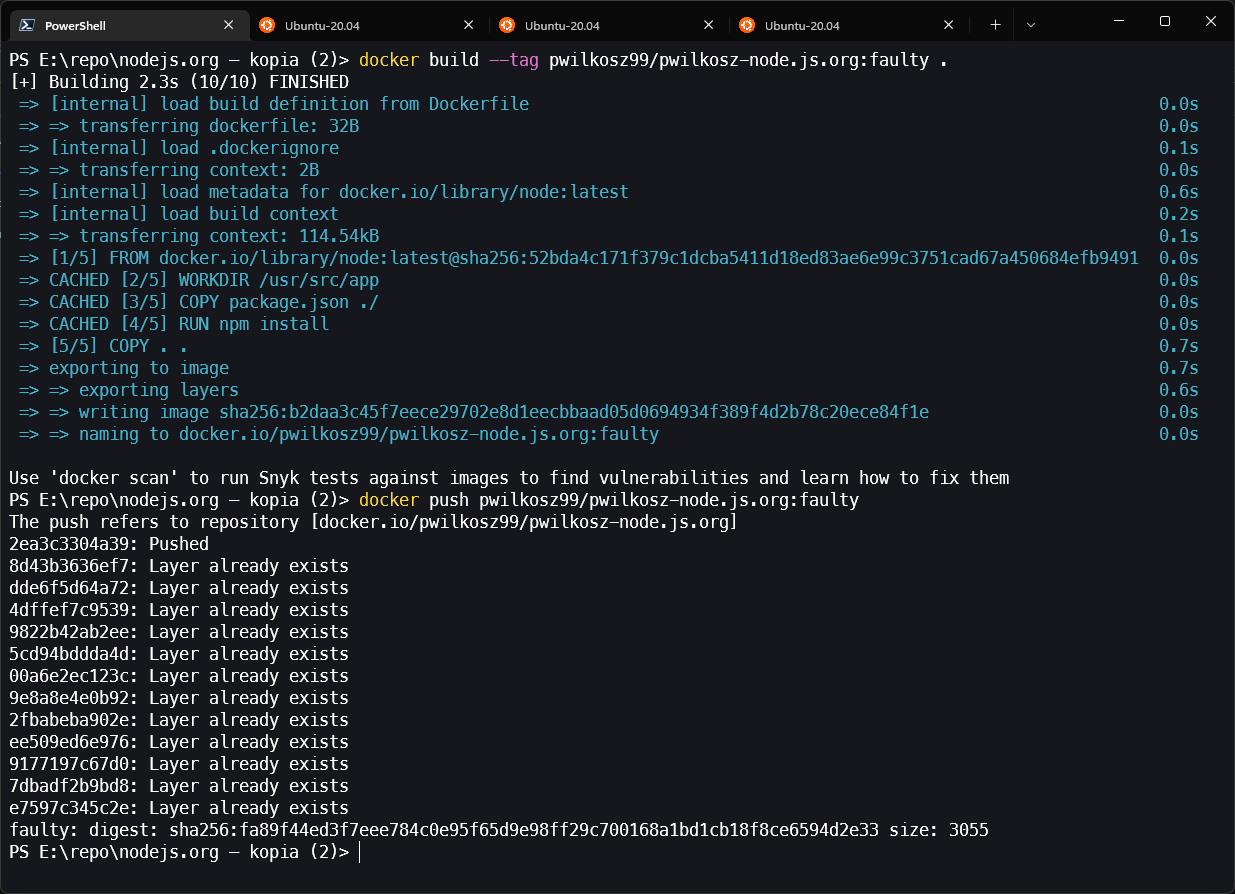 PowerShell
Ubuntu-20.04
Ubuntu-20.04
Ubuntu-20.04
PS E:\repo\nodejs.org — kopia (2)> docker build --tag pwilkosz99/pwilkosz-node.js.org:faulty .
[+] Building 2.3s (10/10) FINISHED
=> [internal] load build definition from Dockerfile 0.0s
=> => transferring dockerfile: 32B 0.0s
=> [internal] load .dockerignore 0.1s
=> => transferring context: 2B 0.0s
=> [internal] load metadata for docker.io/library/node:latest 0.6s
=> [internal] load build context 0.2s
=> => transferring context: 114.54kB 0.1s
=> [1/5] FROM docker.io/library/node:latest@sha256:52bda4c171f379c1dcba5411d18ed83ae6e99c3751cad67a450684efb9491 0.0s
=> CACHED [2/5] WORKDIR /usr/src/app 0.0s
=> CACHED [3/5] COPY package.json ./ 0.0s
=> CACHED [4/5] RUN npm install 0.0s
=> [5/5] COPY . . 0.7s
=> exporting to image 0.7s
=> => exporting layers 0.6s
=> => writing image sha256:b2daa3c45f7eece29702e8d1eecbbaad05d0694934f389f4d2b78c20ece84f1e 0.0s
=> => naming to docker.io/pwilkosz99/pwilkosz-node.js.org:faulty 0.0s
Use 'docker scan' to run Snyk tests against images to find vulnerabilities and learn how to fix them
PS E:\repo\nodejs.org — kopia (2)> docker push pwilkosz99/pwilkosz-node.js.org:faulty
The push refers to repository [docker.io/pwilkosz99/pwilkosz-node.js.org]
2ea3c3304a39: Pushed
8d43b3636ef7: Layer already exists
dde6f5d64a72: Layer already exists
4dffef7c9539: Layer already exists
9822b42ab2ee: Layer already exists
5cd94bddda4d: Layer already exists
00a6e2ec123c: Layer already exists
9e8a8e4e0b92: Layer already exists
2fbabeba902e: Layer already exists
ee509ed6e976: Layer already exists
9177197c67d0: Layer already exists
7dbadf2b9bd8: Layer already exists
e7597c345c2e: Layer already exists
faulty: digest: sha256:fa89f44ed3f7eee784c0e95f65d9e98ff29c700168a1bd1cb18f8ce6594d2e33 size: 3055
PS E:\repo\nodejs.org — kopia (2)>